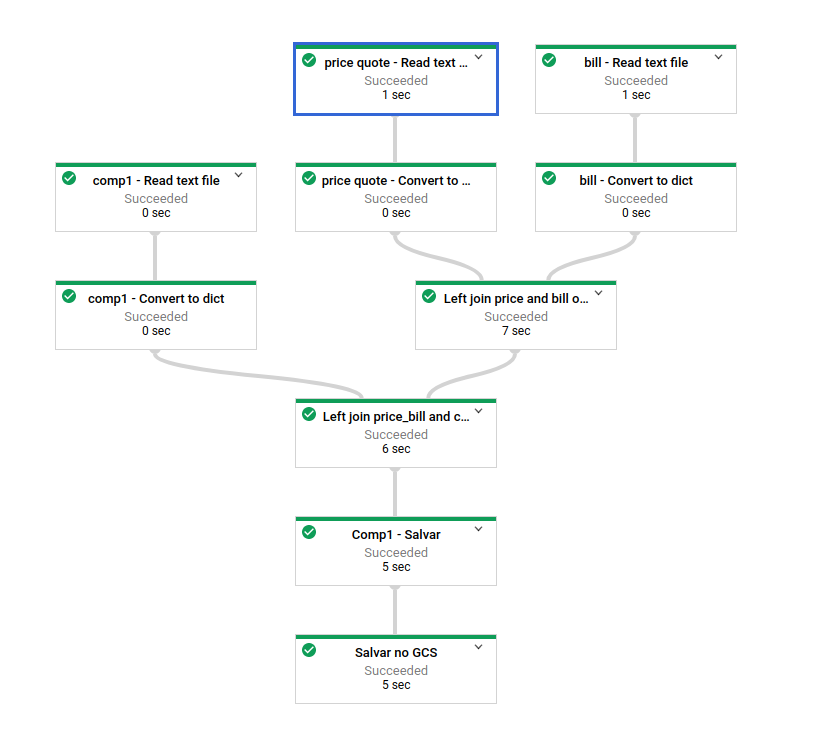 price quote - Read text ...
Succeeded
1 sec
bill - Read text file
Succeeded
1 sec
comp1 - Read text file
Succeeded
0 sec
price quote - Convert to ...
Succeeded
0 sec
bill - Convert to dict
Succeeded
0 sec
comp1 - Convert to dict
Succeeded
0 sec
Left join price and bill o...
Succeeded
7 sec
Left join price_bill and c...
Succeeded
6 sec
Comp1 - Salvar
Succeeded
5 sec
Salvar no GCS
Succeeded
5 sec